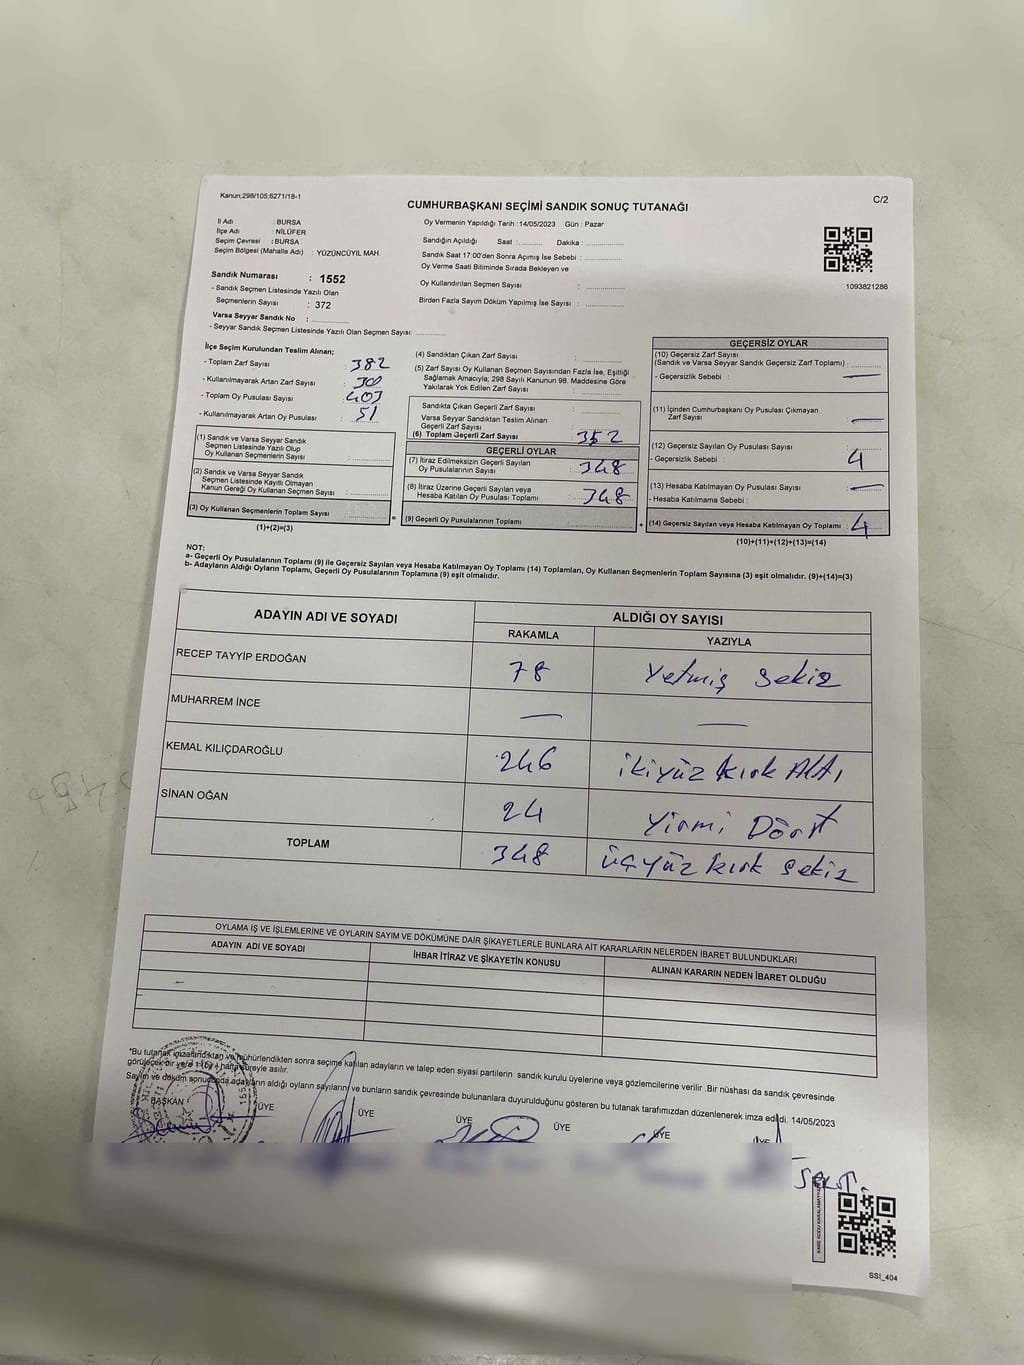 Kanun;298/105;6271/18-1
C/2
CUMHURBAŞKANI SEÇİMİ SANDIK SONUÇ TUTANAĞI
İl Adı : BURSA
İlçe Adı : NİLÜFER
Seçim Çevresi : BURSA
Seçim Bölgesi (Mahalle Adı) : YÜZÜNCÜYIL MAH.
Sandık Numarası : 1552
- Sandık Seçmen Listesinde Yazılı Olan
Seçmenlerin Sayısı : 372
Varsa Seyyar Sandık No :
- Seyyar Sandık Seçmen Listesinde Yazılı Olan Seçmen Sayısı:
Oy Vermenin Yapıldığı Tarih :14/05/2023 Gün : Pazar
Sandığın Açıldığı Saat : Dakika :
Sandık Saat 17:00'den Sonra Açımış İse Sebebi :
Oy Verme Saati Bitiminde Sırada Bekleyen ve
Oy Kullandırılan Seçmen Sayısı :
Birden Fazla Sayım Döküm Yapılmış İse Sayısı :
1093821286
İlçe Seçim Kurulundan Teslim Alınan;
- Toplam Zarf Sayısı : 382
- Kullanılmayarak Artan Zarf Sayısı : 30
- Toplam Oy Pusulası Sayısı : 403
- Kullanılmayarak Artan Oy Pusulası : 51
(1) Sandık ve Varsa Seyyar Sandık
Seçmen Listesinde Yazılı Olup
Oy Kullanan Seçmenlerin Sayısı :
(2) Sandık ve Varsa Seyyar Sandık
Seçmen Listesinde Kayıtlı Olmayan
Kanun Gereği Oy Kullanan Seçmen Sayısı :
(3) Oy Kullanan Seçmenlerin Toplam Sayısı :
(1)+(2)=(3)
(4) Sandıktan Çıkan Zarf Sayısı :
(5) Zarf Sayısı Oy Kullanan Seçmen Sayısından Fazla İse, Eşitliği
Sağlamak Amacıyla; 298 Sayılı Kanunun 98. Maddesine Göre
Yakılarak Yok Edilen Zarf Sayısı :
Sandıkta Çıkan Geçerli Zarf Sayısı :
Varsa Seyyar Sandıktan Teslim Alınan
Geçerli Zarf Sayısı :
(6) Toplam Geçerli Zarf Sayısı : 352
GEÇERLİ OYLAR
(7) İtiraz Edilmeksizin Geçerli Sayılan
Oy Pusulalarının Sayısı : 348
(8) İtiraz Üzerine Geçerli Sayılan veya
Hesaba Katılan Oy Pusulası Toplamı : 348
= (9) Geçerli Oy Pusulalarının Toplamı : +
GEÇERSİZ OYLAR
(10) Geçersiz Zarf Sayısı
(Sandık ve Varsa Seyyar Sandık Geçersiz Zarf Toplamı) :
- Geçersizlik Sebebi : —
(11) İçinden Cumhurbaşkanı Oy Pusulası Çıkmayan
Zarf Sayısı : —
(12) Geçersiz Sayılan Oy Pusulası Sayısı :
- Geçersizlik Sebebi : 4
(13) Hesaba Katılmayan Oy Pusulası Sayısı : —
- Hesaba Katılmama Sebebi :
(14) Geçersiz Sayılan veya Hesaba Katılmayan Oy Toplamı : 4
(10)+(11)+(12)+(13)=(14)
NOT:
a- Geçerli Oy Pusulalarının Toplamı (9) ile Geçersiz Sayılan veya Hesaba Katılmayan Oy Toplamı (14) Toplamları, Oy Kullanan Seçmenlerin Toplam Sayısına (3) eşit olmalıdır. (9)+(14)=(3)
b- Adayların Aldığı Oyların Toplamı, Geçerli Oy Pusulalarının Toplamına (9) eşit olmalıdır.
ADAYIN ADI VE SOYADI
ALDIĞI OY SAYISI
RAKAMLA YAZIYLA
RECEP TAYYİP ERDOĞAN 78 Yetmiş sekiz
MUHARREM İNCE — —
KEMAL KILIÇDAROĞLU 246 ikiyüz kırk Altı
SİNAN OĞAN 24 Yirmi Dört
TOPLAM 348 üçyüz kırk sekiz
OYLAMA İŞ VE İŞLEMLERİNE VE OYLARIN SAYIM VE DÖKÜMÜNE DAİR ŞİKAYETLERLE BUNLARA AİT KARARLARIN NELERDEN İBARET BULUNDUKLARI
ADAYIN ADI VE SOYADI İHBAR İTİRAZ VE ŞİKAYETİN KONUSU ALINAN KARARIN NEDEN İBARET OLDUĞU
*Bu tutanak imzalandıktan ve mühürlendikten sonra seçime katılan adayların ve talep eden siyasi partilerin sandık kurulu üyelerine veya gözlemcilerine verilir .Bir nüshası da sandık çevresinde
görülecek bir yere 1 (bir) hafta süreyle asılır.
Sayım ve döküm sonucunda adayların aldığı oyların sayılarını ve bunların sandık çevresinde bulunanlara duyurulduğunu gösteren bu tutanak tarafımızdan düzenlenerek imza edildi. 14/05/2023
BAŞKAN ÜYE ÜYE ÜYE ÜYE ÜYE ÜYE
SSI_404